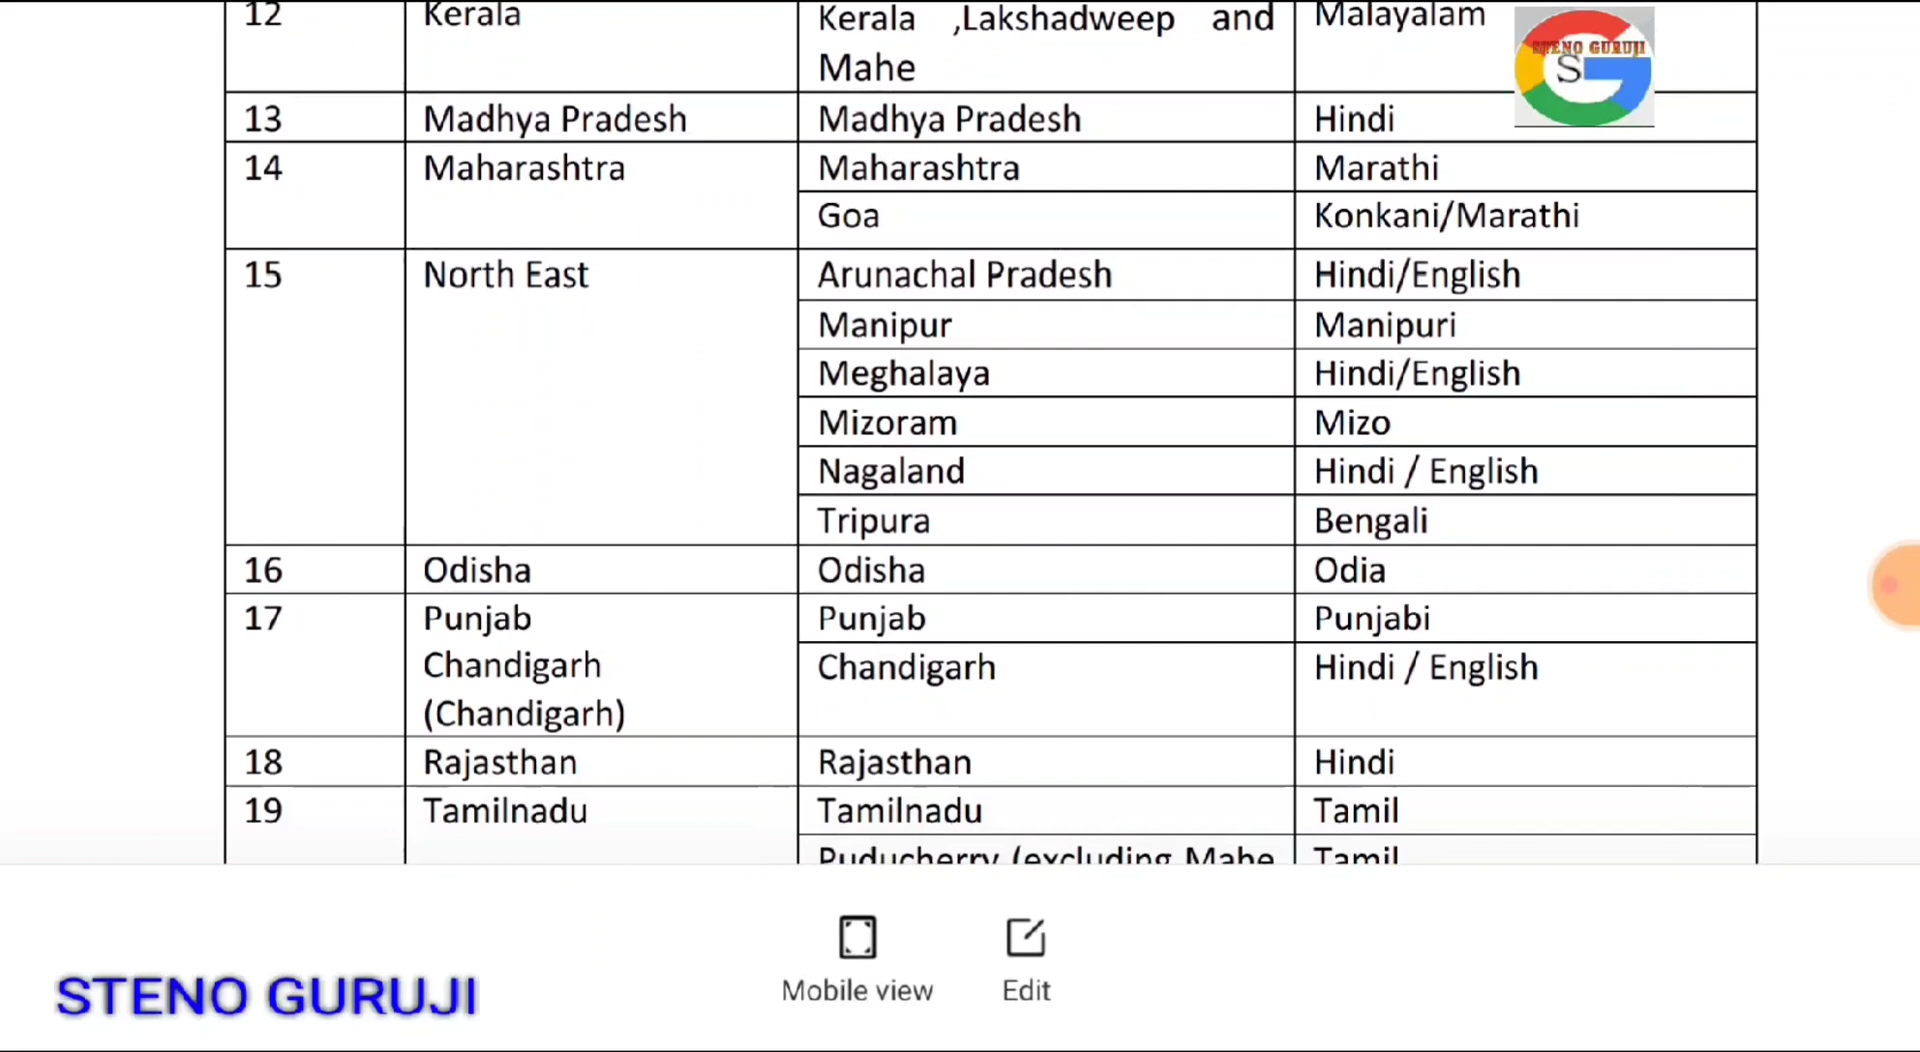 12 Kerala Kerala ,Lakshadweep and Malayalam
Mahe
STENO GURUJI
S
13 Madhya Pradesh Madhya Pradesh Hindi
14 Maharashtra Maharashtra Marathi
Goa Konkani/Marathi
15 North East Arunachal Pradesh Hindi/English
Manipur Manipuri
Meghalaya Hindi/English
Mizoram Mizo
Nagaland Hindi / English
Tripura Bengali
16 Odisha Odisha Odia
17 Punjab Punjab Punjabi
Chandigarh Chandigarh Hindi / English
(Chandigarh)
18 Rajasthan Rajasthan Hindi
19 Tamilnadu Tamilnadu Tamil
Puducherry (excluding Mahe Tamil
Mobile view Edit
STENO GURUJI